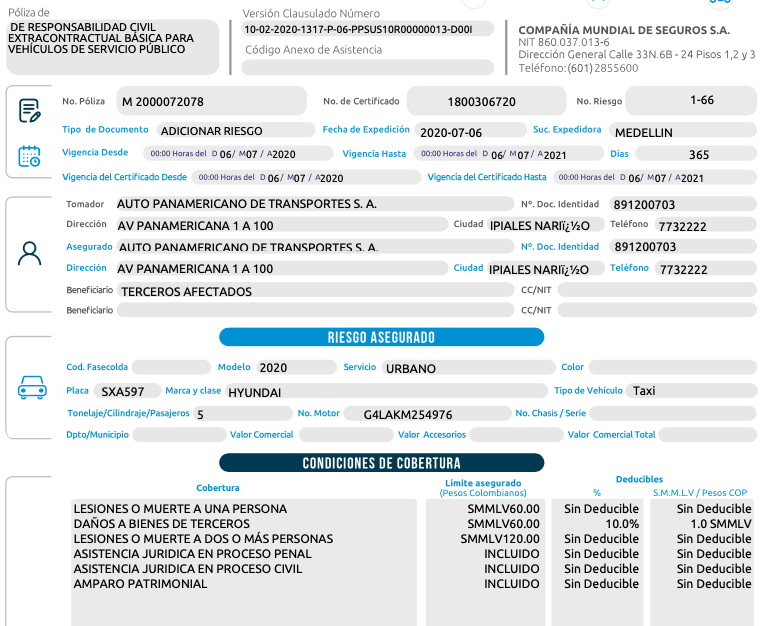 Póliza de
DE RESPONSABILIDAD CIVIL
EXTRACONTRACTUAL BÁSICA PARA
VEHÍCULOS DE SERVICIO PÚBLICO
Versión Clausulado Número
10-02-2020-1317-P-06-PPSUS10R00000013-D00I
Código Anexo de Asistencia
COMPAÑÍA MUNDIAL DE SEGUROS S.A.
NIT 860.037.013-6
Dirección General Calle 33N.6B - 24 Pisos 1,2 y 3
Teléfono:(601)2855600
No. Póliza M 2000072078 No. de Certificado 1800306720 No. Riesgo 1-66
Tipo de Documento ADICIONAR RIESGO Fecha de Expedición 2020-07-06 Suc. Expedidora MEDELLIN
Vigencia Desde 00:00 Horas del D 06/ M07 / A2020 Vigencia Hasta 00:00 Horas del D 06/ M07 / A2021 Días 365
Vigencia del Certificado Desde 00:00 Horas del D 06/ M07/ A2020 Vigencia del Certificado Hasta 00:00 Horas del D 06/ M07 / A2021
Tomador AUTO PANAMERICANO DE TRANSPORTES S. A. Nº. Doc. Identidad 891200703
Dirección AV PANAMERICANA 1 A 100 Ciudad IPIALES NARIï¿½O Teléfono 7732222
Asegurado AUTO PANAMERICANO DE TRANSPORTES S. A. Nº. Doc. Identidad 891200703
Dirección AV PANAMERICANA 1 A 100 Ciudad IPIALES NARIï¿½O Teléfono 7732222
Beneficiario TERCEROS AFECTADOS CC/NIT
Beneficiario CC/NIT
RIESGO ASEGURADO
Cod. Fasecolda Modelo 2020 Servicio URBANO Color
Placa SXA597 Marca y clase HYUNDAI Tipo de Vehículo Taxi
Tonelaje/Cilindraje/Pasajeros 5 No. Motor G4LAKM254976 No. Chasis / Serie
Dpto/Municipio Valor Comercial Valor Accesorios Valor Comercial Total
CONDICIONES DE COBERTURA
Cobertura Limite asegurado (Pesos Colombianos) Deducibles
% S.M.M.L.V / Pesos COP
LESIONES O MUERTE A UNA PERSONA SMMLV60.00 Sin Deducible Sin Deducible
DAÑOS A BIENES DE TERCEROS SMMLV60.00 10.0% 1.0 SMMLV
LESIONES O MUERTE A DOS O MÁS PERSONAS SMMLV120.00 Sin Deducible Sin Deducible
ASISTENCIA JURIDICA EN PROCESO PENAL INCLUIDO Sin Deducible Sin Deducible
ASISTENCIA JURIDICA EN PROCESO CIVIL INCLUIDO Sin Deducible Sin Deducible
AMPARO PATRIMONIAL INCLUIDO Sin Deducible Sin Deducible